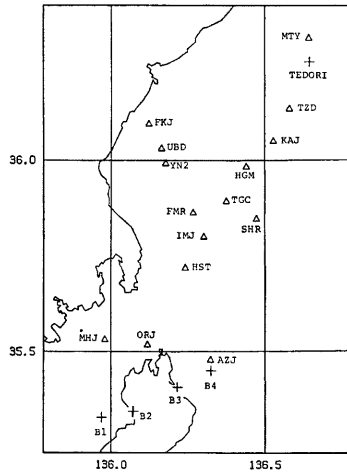 MTY
TEDORI
TZD
FKJ
UBD
KAJ
36.0
YN2
HGM
TGC
FMR
SHR
IMJ
HST
MHJ
ORJ
35.5
AZJ
B4
B3
B2
B1
136.0
136.5